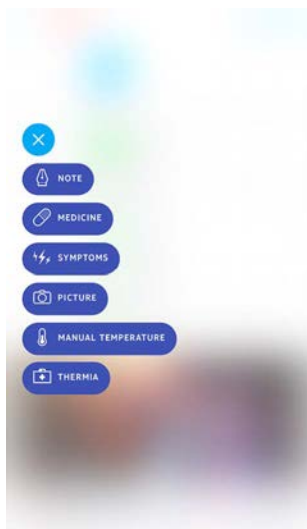 NOTE
MEDICINE
SYMPTOMS
PICTURE
MANUAL TEMPERATURE
THERMIA